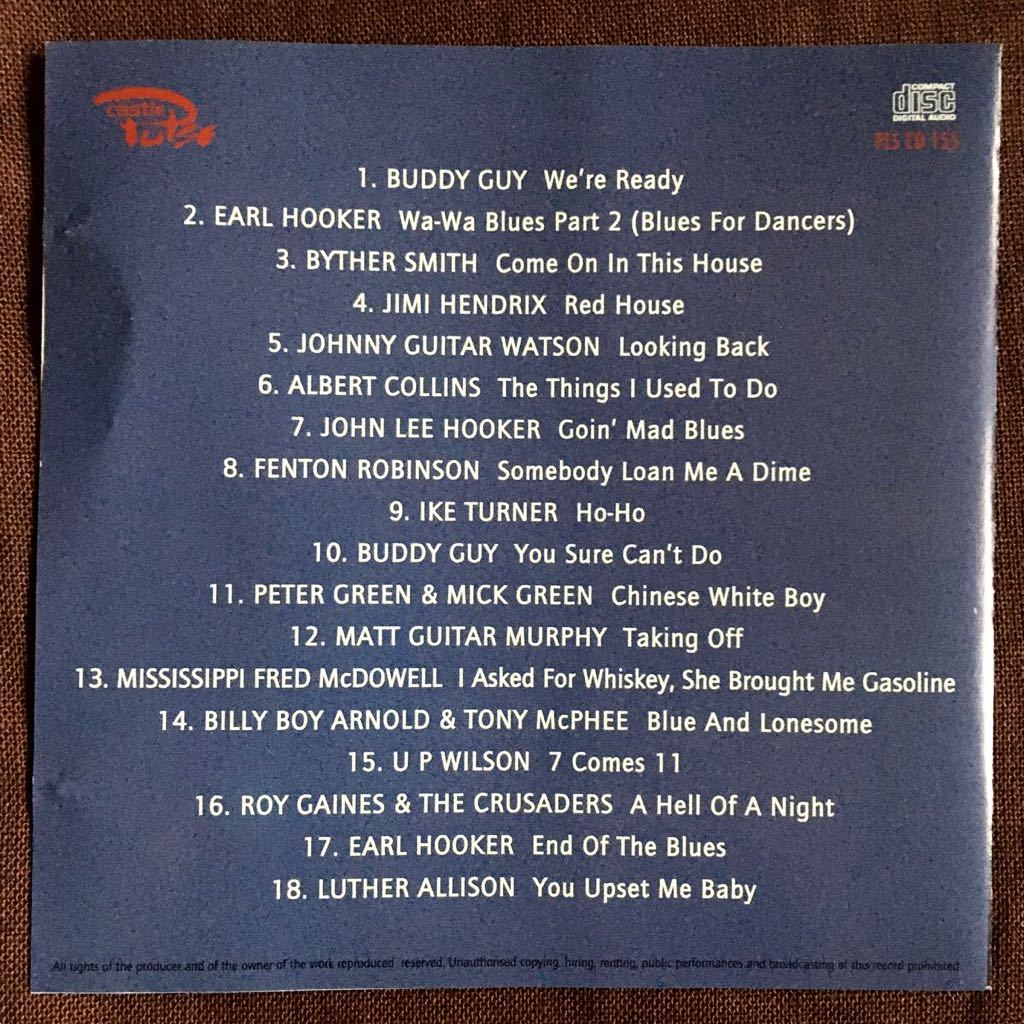 castle
Pulse
COMPACT
disc
DIGITAL AUDIO
PLS CD 155
1. BUDDY GUY We're Ready
2. EARL HOOKER Wa-Wa Blues Part 2 (Blues For Dancers)
3. BYTHER SMITH Come On In This House
4. JIMI HENDRIX Red House
5. JOHNNY GUITAR WATSON Looking Back
6. ALBERT COLLINS The Things I Used To Do
7. JOHN LEE HOOKER Goin' Mad Blues
8. FENTON ROBINSON Somebody Loan Me A Dime
9. IKE TURNER Ho-Ho
10. BUDDY GUY You Sure Can't Do
11. PETER GREEN & MICK GREEN Chinese White Boy
12. MATT GUITAR MURPHY Taking Off
13. MISSISSIPPI FRED McDOWELL I Asked For Whiskey, She Brought Me Gasoline
14. BILLY BOY ARNOLD & TONY McPHEE Blue And Lonesome
15. U P WILSON 7 Comes 11
16. ROY GAINES & THE CRUSADERS A Hell Of A Night
17. EARL HOOKER End Of The Blues
18. LUTHER ALLISON You Upset Me Baby
All rights of the producer and of the owner of the work reproduced reserved. Unauthorised copying, hiring, renting, public performances and broadcasting of this record prohibited.